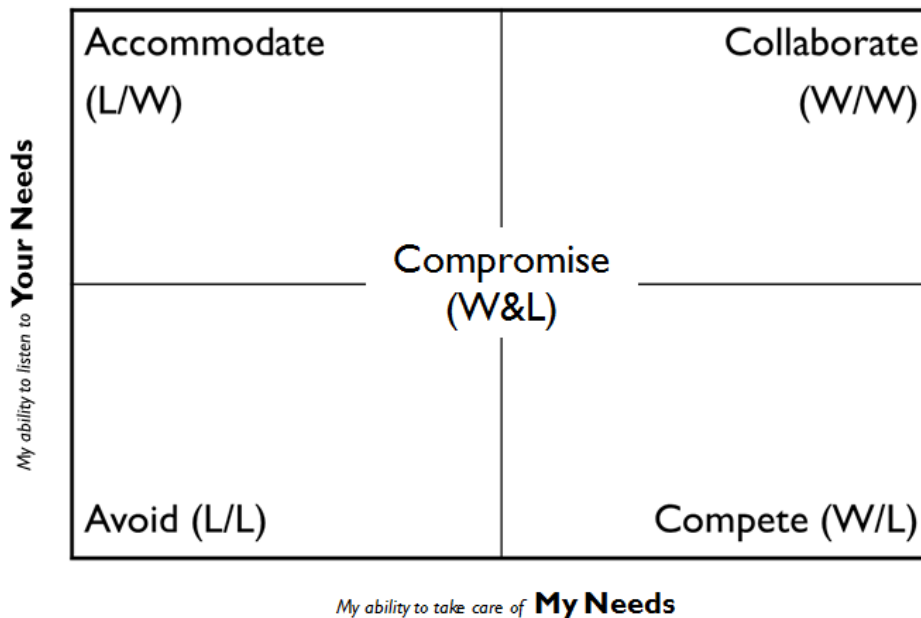 Accommodate
(L/W)
Collaborate
(W/W)
My ability to listen to Your Needs
Compromise
(W&L)
Avoid (L/L)
Compete (W/L)
My ability to take care of My Needs